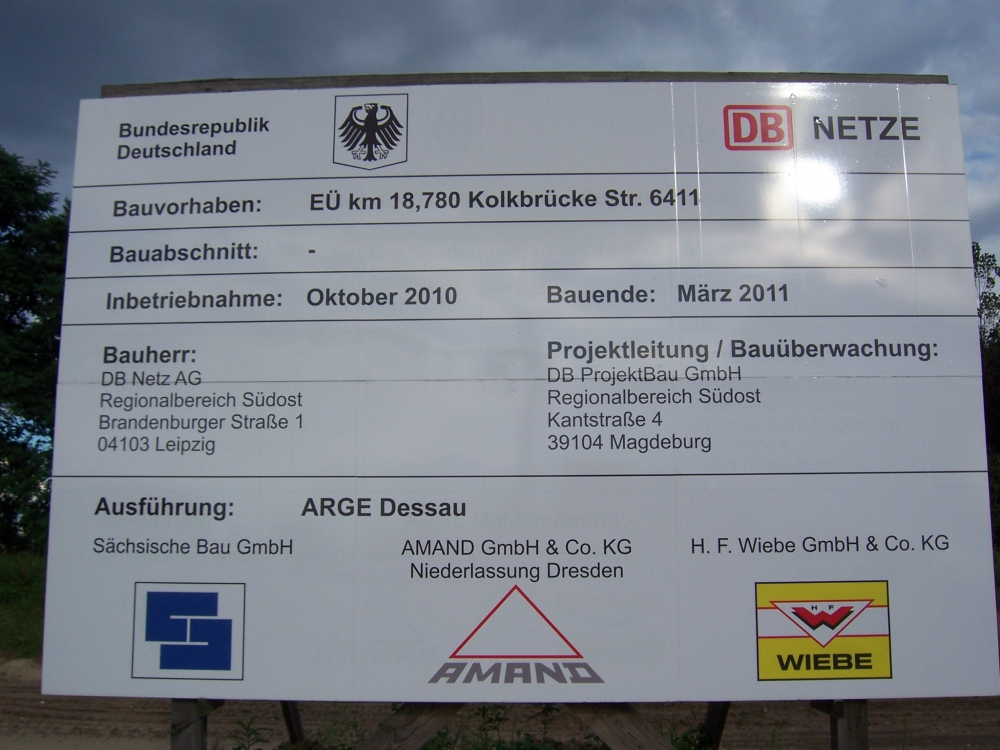 Bundesrepublik
Deutschland
DB NETZE
Bauvorhaben: EÜ km 18,780 Kolkbrücke Str. 6411
Bauabschnitt: -
Inbetriebnahme: Oktober 2010 Bauende: März 2011
Bauherr:
DB Netz AG
Regionalbereich Südost
Brandenburger Straße 1
04103 Leipzig
Projektleitung / Bauüberwachung:
DB ProjektBau GmbH
Regionalbereich Südost
Kantstraße 4
39104 Magdeburg
Ausführung: ARGE Dessau
Sächsische Bau GmbH
AMAND GmbH & Co. KG
Niederlassung Dresden
AMAND
H. F. Wiebe GmbH & Co. KG
H F
W
WIEBE